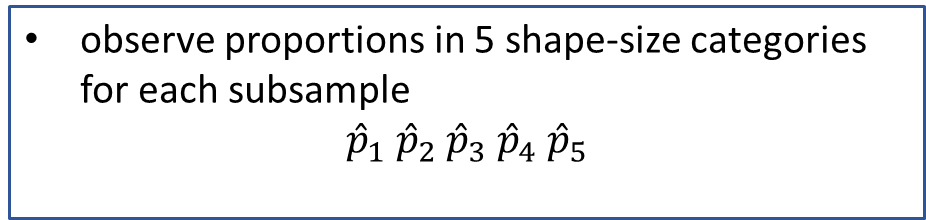 • observe proportions in 5 shape-size categories
for each subsample
p̂₁ p̂₂ p̂₃ p̂₄ p̂₅